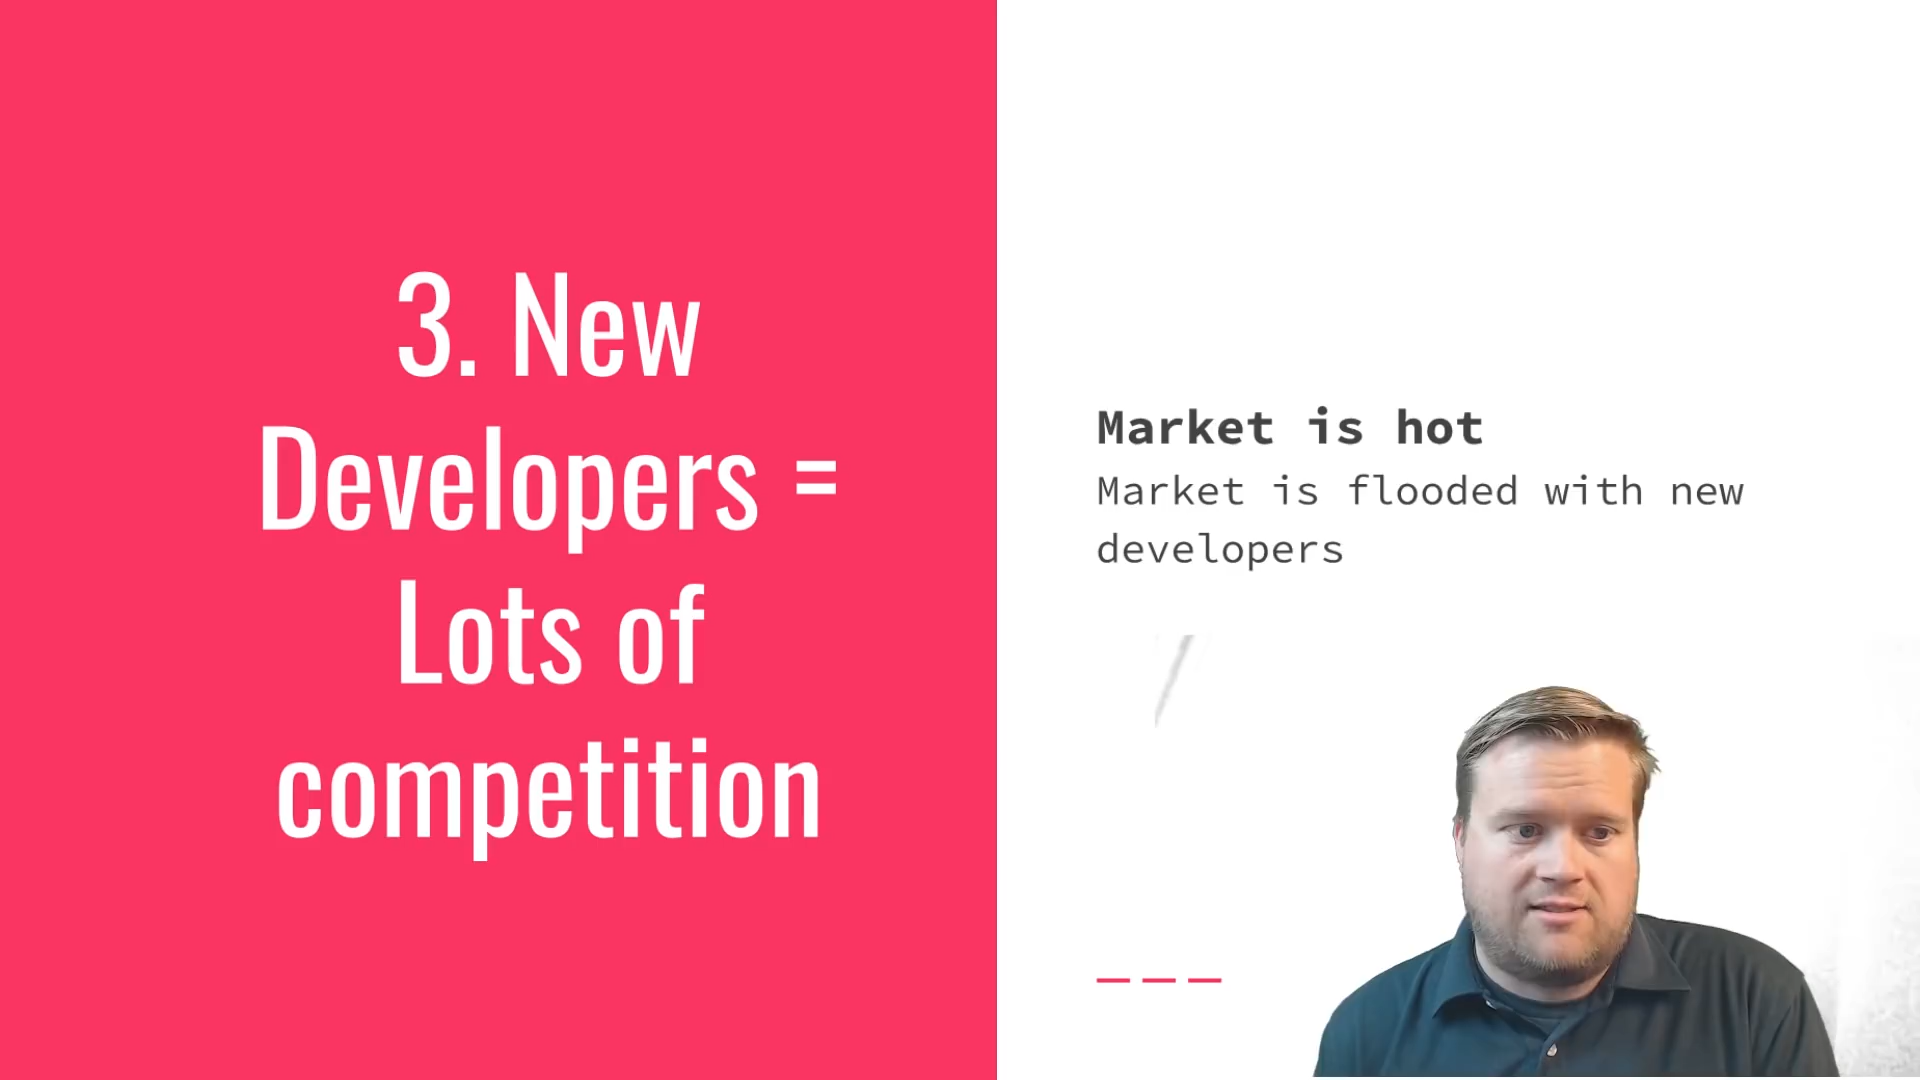 3. New
Developers =
Lots of
competition
Market is hot
Market is flooded with new
developers